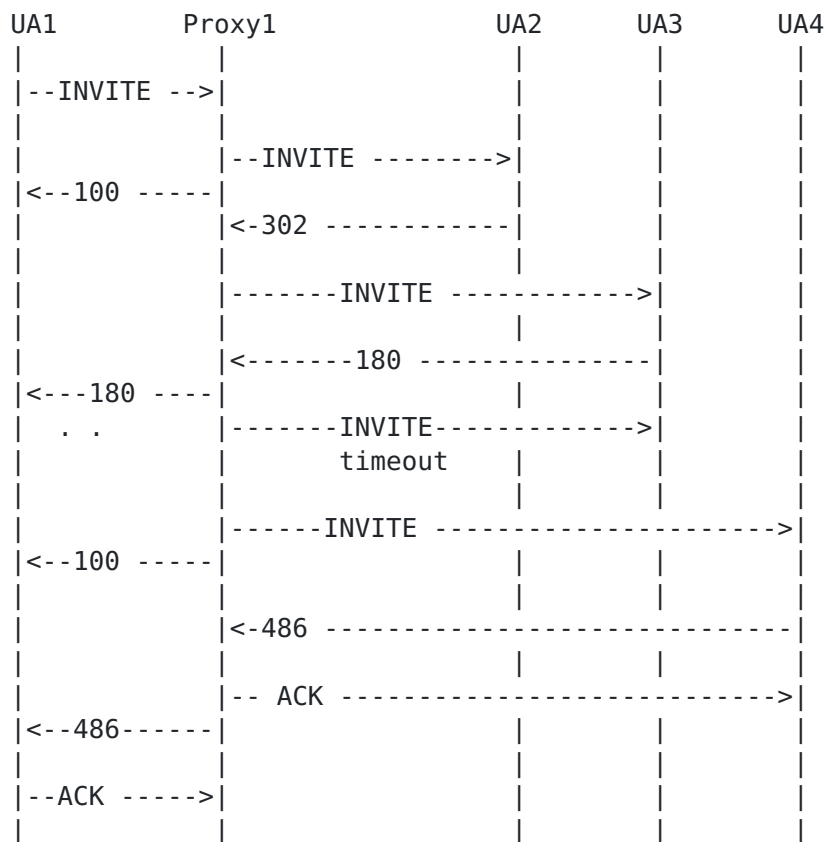 UA1 Proxy1 UA2 UA3 UA4
| | | | |
|--INVITE -->| | | |
| | | | |
| |--INVITE -------->| | |
|<--100 -----| | | |
| |<-302 ------------| | |
| | | | |
| |-------INVITE ------------>| |
| | | | |
| |<-------180 ---------------| |
|<---180 ----| | | |
| . . |-------INVITE------------->| |
| | timeout | | |
| | | | |
| |------INVITE ---------------------->|
|<--100 -----| | | |
| | | | |
| |<-486 ------------------------------|
| | | | |
| |-- ACK ---------------------------->|
|<--486------| | | |
| | | | |
|--ACK ----->| | | |
| | | | |